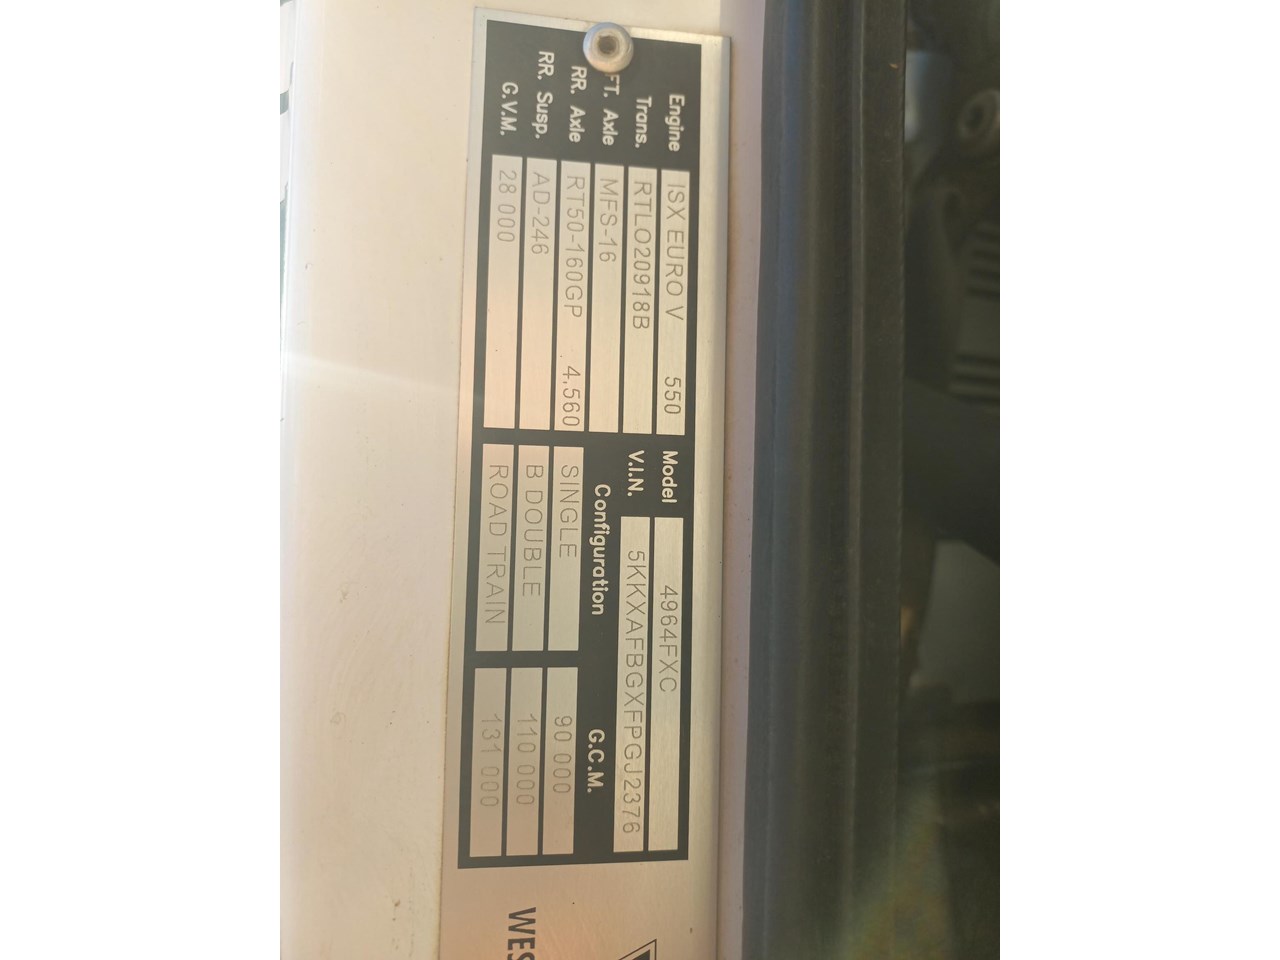 Engine ISX EURO V 550 Model 4964FXC
Trans. RTLO20918B V.I.N. 5KKXAFBGXFPGJ2376
FT. Axle MFS-16 Configuration G.C.M.
RR. Axle RT50-160GP 4.560 SINGLE 90 000
RR. Susp. AD-246 B DOUBLE 110 000
G.V.M. 28 000 ROAD TRAIN 131 000
WES